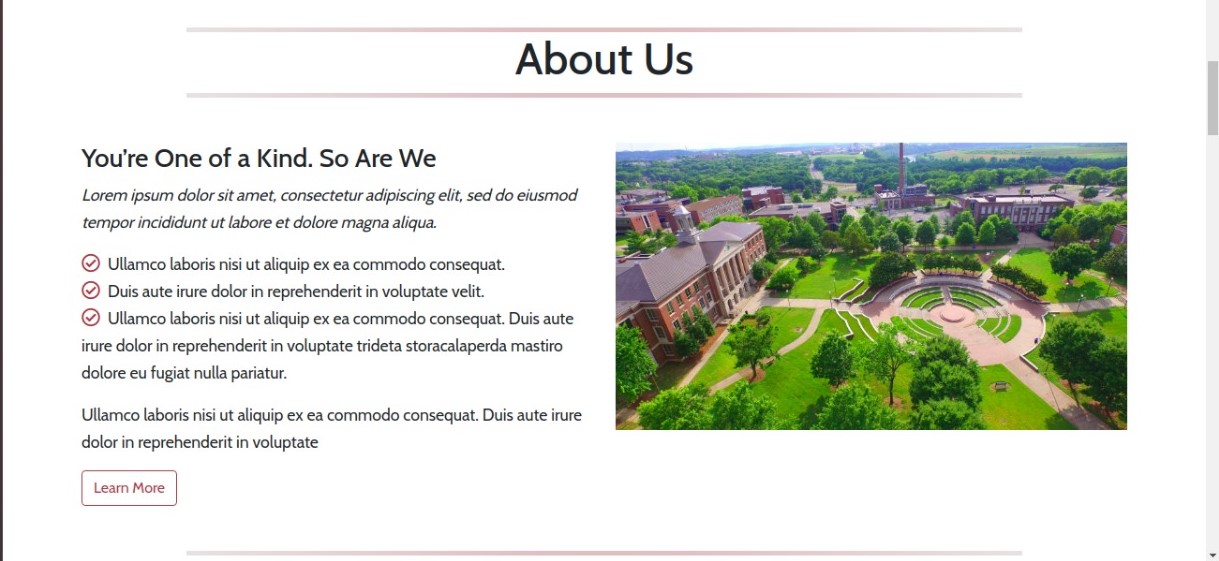 About Us
You're One of a Kind. So Are We
Lorem ipsum dolor sit amet, consectetur adipiscing elit, sed do eiusmod
tempor incididunt ut labore et dolore magna aliqua.
Ullamco laboris nisi ut aliquip ex ea commodo consequat.
Duis aute irure dolor in reprehenderit in voluptate velit.
Ullamco laboris nisi ut aliquip ex ea commodo consequat. Duis aute
irure dolor in reprehenderit in voluptate trideta storacalaperda mastiro
dolore eu fugiat nulla pariatur.
Ullamco laboris nisi ut aliquip ex ea commodo consequat. Duis aute irure
dolor in reprehenderit in voluptate
Learn More